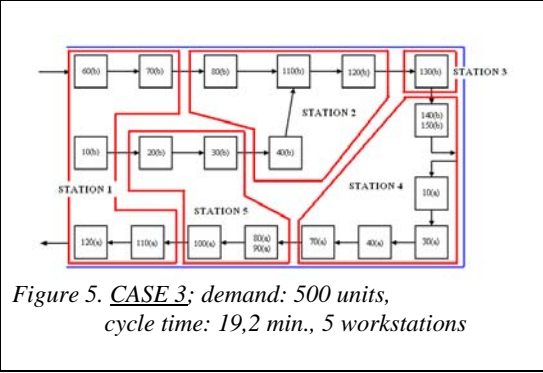 60(b) 70(b) 80(b) 110(b) 120(b) 130(b) STATION 3
STATION 2
140(b)
150(b)
10(b) 20(b) 30(b) 40(b)
STATION 1
STATION 4
10(a)
STATION 5
120(a) 110(a) 100(a) 80(a) 70(a) 40(a) 30(a)
90(a)
Figure 5. CASE 3; demand: 500 units,
cycle time: 19,2 min., 5 workstations